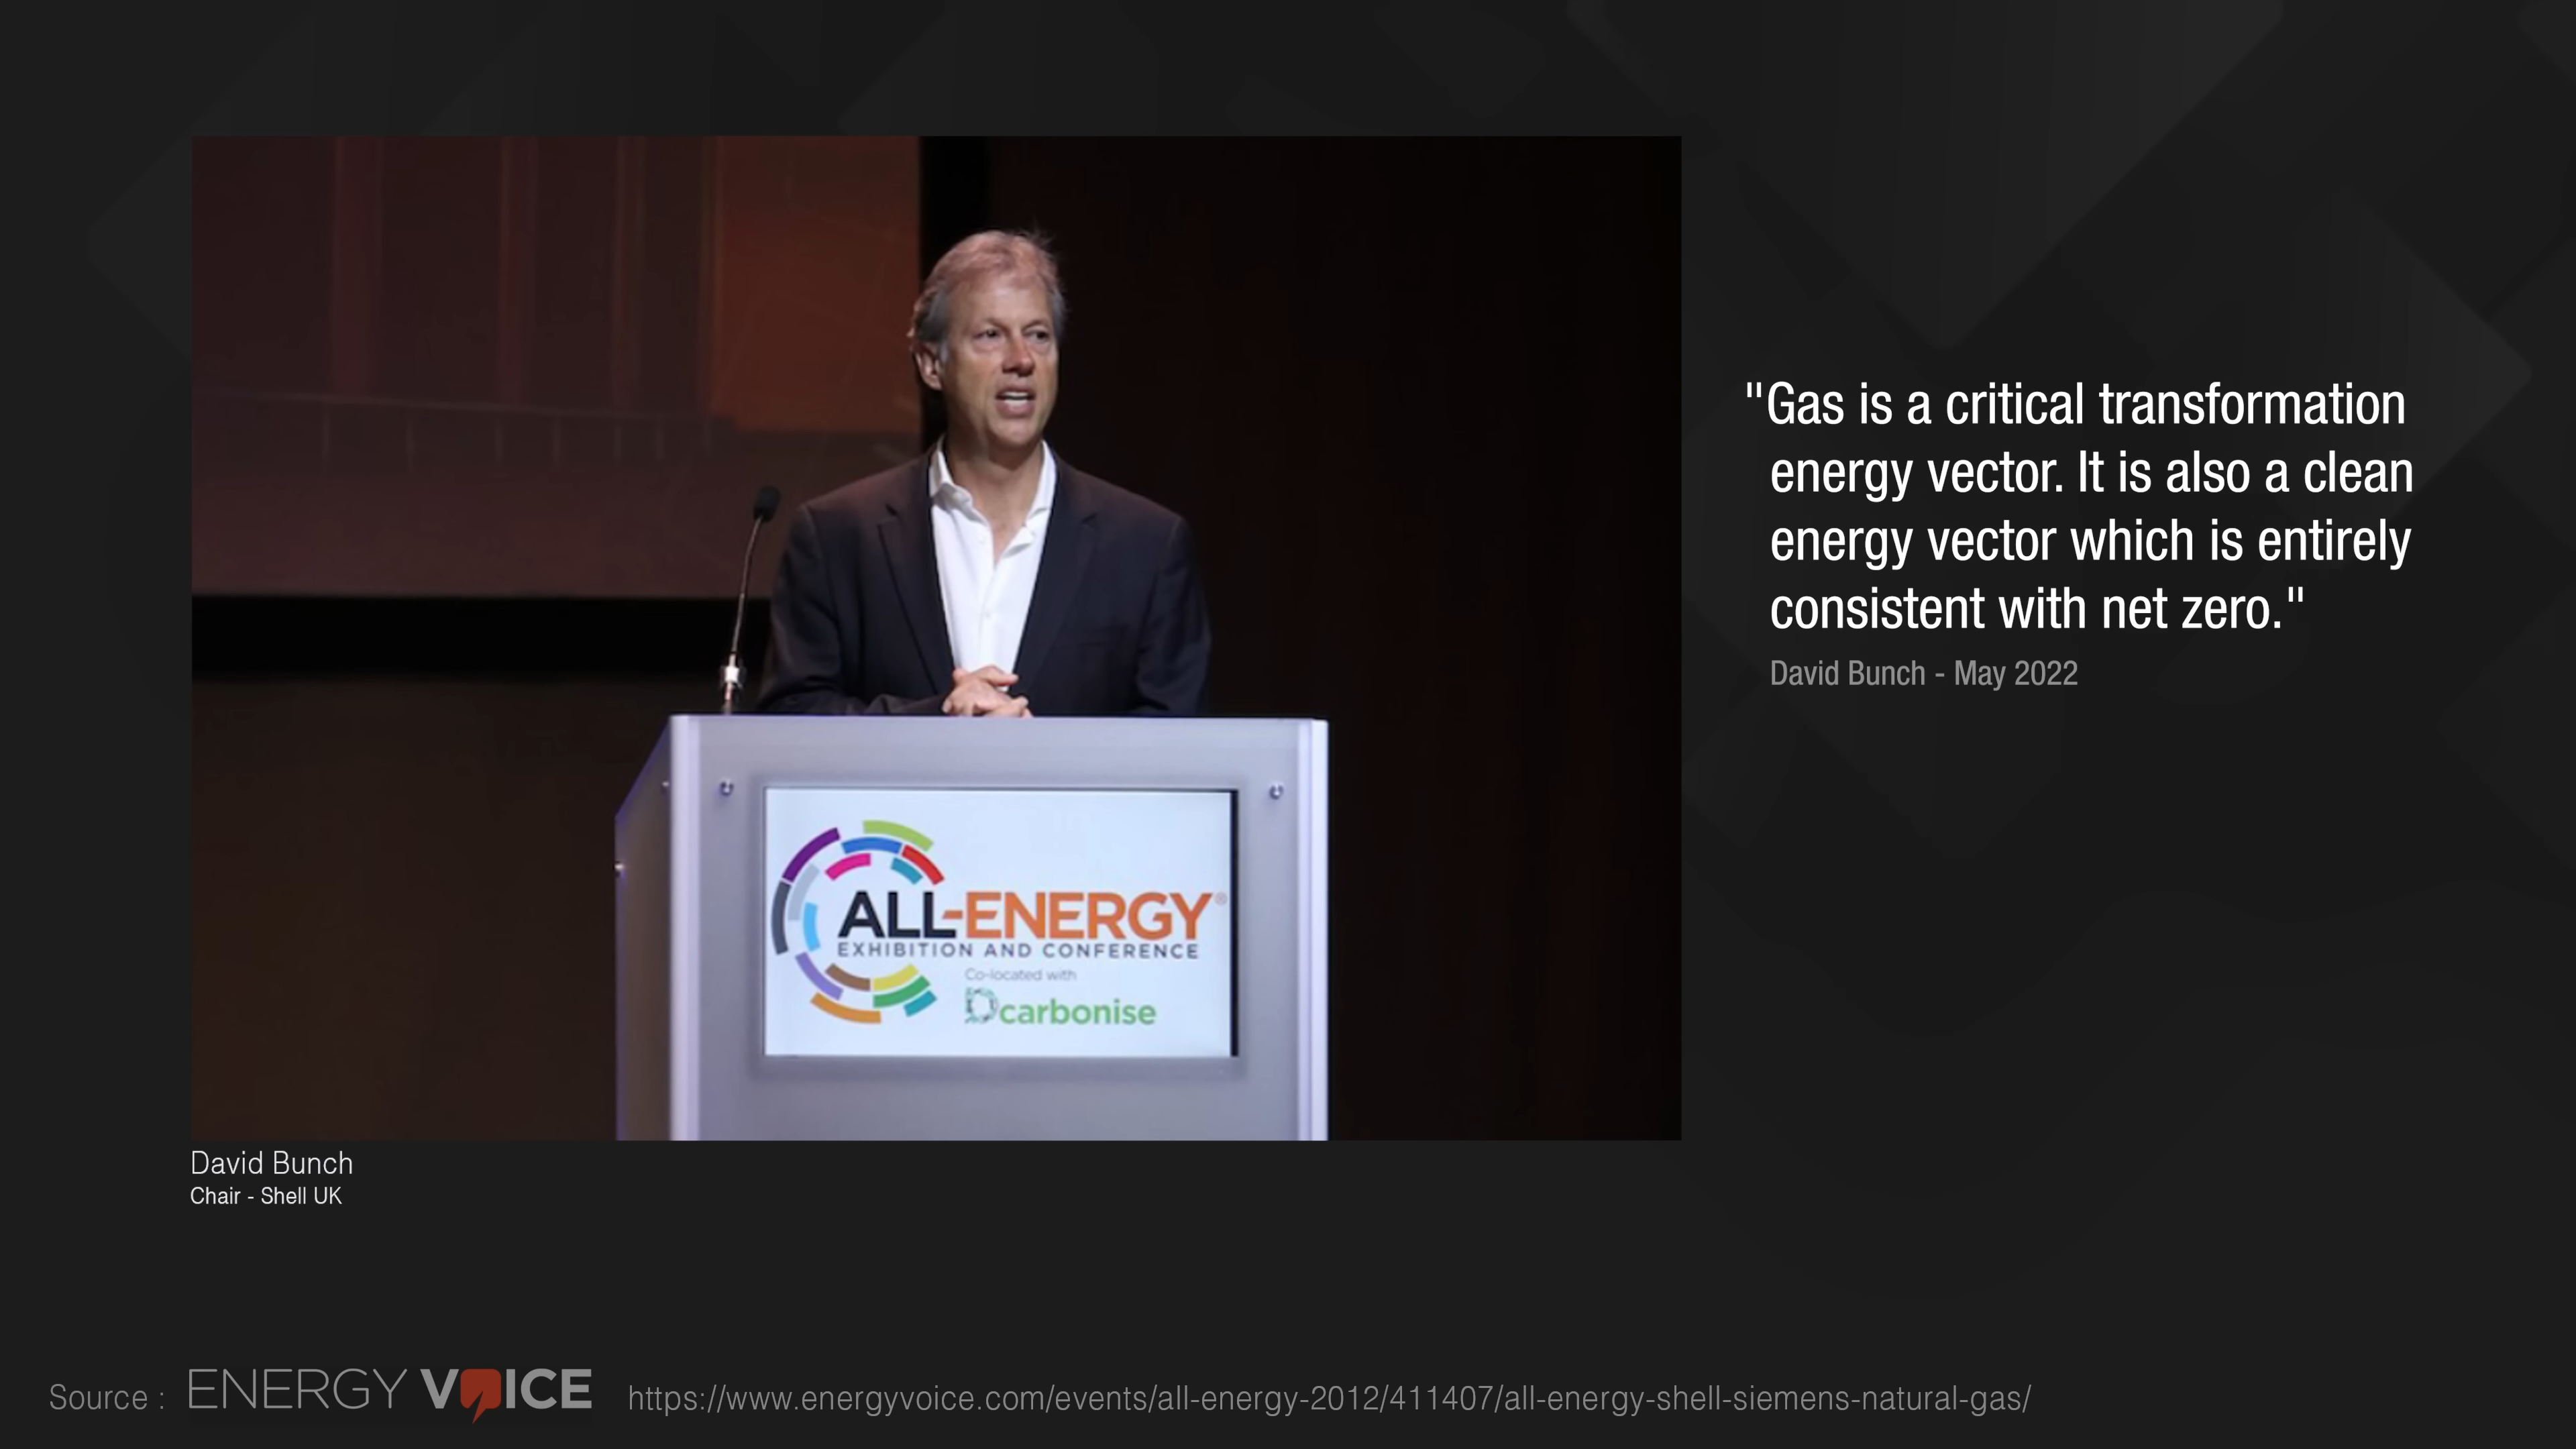 "Gas is a critical transformation
energy vector. It is also a clean
energy vector which is entirely
consistent with net zero."
David Bunch - May 2022
ALL-ENERGY®
EXHIBITION AND CONFERENCE
Co-located with
Dcarbonise
David Bunch
Chair - Shell UK
Source : ENERGY VOICE https://www.energyvoice.com/events/all-energy-2012/411407/all-energy-shell-siemens-natural-gas/